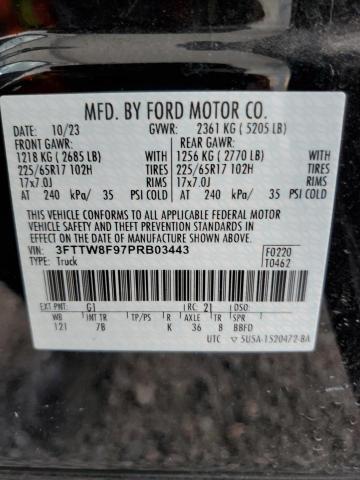 MFD. BY FORD MOTOR CO.
DATE: 10/23 GVWR: 2361 KG ( 5205 LB)
FRONT GAWR: REAR GAWR:
1218 KG ( 2685 LB) WITH 1256 KG ( 2770 LB) WITH
225/65R17 102H TIRES 225/65R17 102H TIRES
17x7.0J RIMS 17x7.0J RIMS
AT 240 kPa/ 35 PSI COLD AT 240 kPa/ 35 PSI COLD
THIS VEHICLE CONFORMS TO ALL APPLICABLE FEDERAL MOTOR
VEHICLE SAFETY STANDARDS IN EFFECT ON THE DATE OF MANUFACTURE SHOWN ABOVE.
VIN: 3FTTW8F97PRB03443 F0220
TYPE: Truck T0462
EXT PNT: G1 RC: 21 DSO:
WB TP/PS R AXLE TR SPR
121 7B K 36 8 BBFD
UTC ▽ 5U5A-1520472-BA